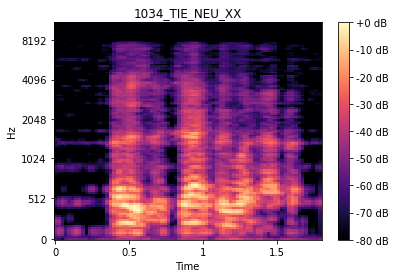 1034_TIE_NEU_XX
+0 dB
8192
-10 dB
4096
-20 dB
-30 dB
2048
Hz
-40 dB
1024
-50 dB
512
-60 dB
-70 dB
0
-80 dB
0
0.5
1
1.5
Time